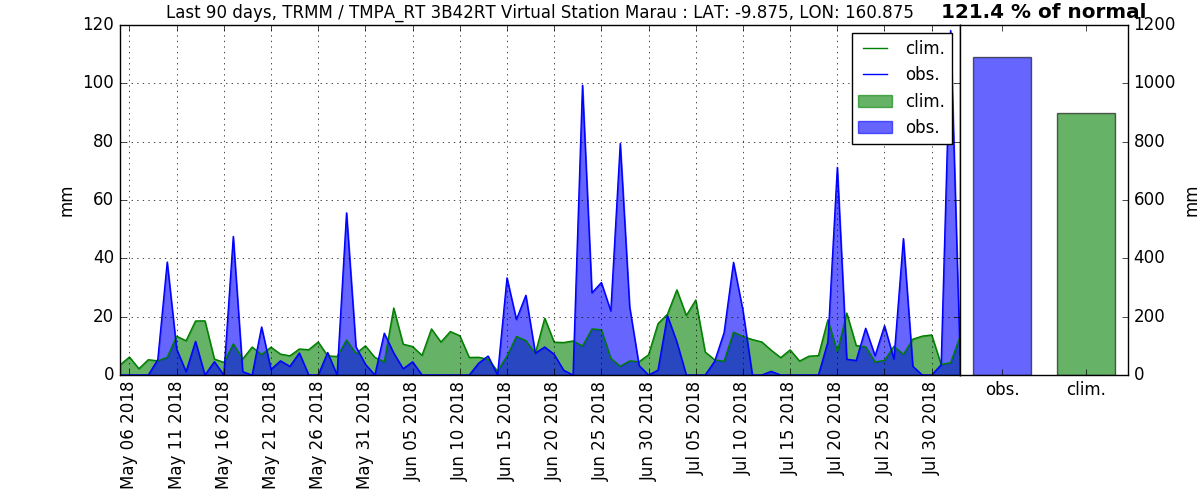 Last 90 days, TRMM / TMPA_RT 3B42RT Virtual Station Marau : LAT: -9.875, LON: 160.875
121.4 % of normal
120
100
80
60
40
20
0
mm
clim.
obs.
clim.
obs.
1200
1000
800
600
400
200
0
mm
May 06 2018
May 11 2018
May 16 2018
May 21 2018
May 26 2018
May 31 2018
Jun 05 2018
Jun 10 2018
Jun 15 2018
Jun 20 2018
Jun 25 2018
Jun 30 2018
Jul 05 2018
Jul 10 2018
Jul 15 2018
Jul 20 2018
Jul 25 2018
Jul 30 2018
obs.
clim.